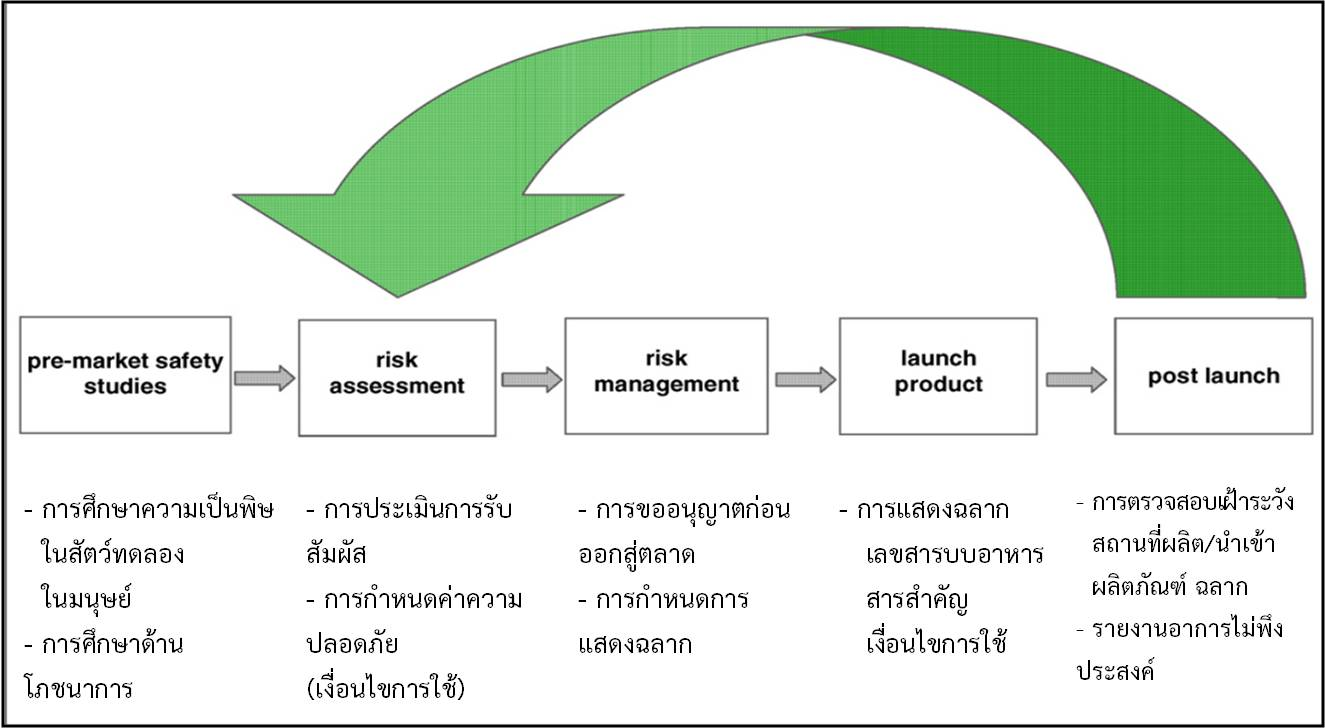 pre-market safety
studies
risk
assessment
risk
management
launch
product
post launch
- การศึกษาความเป็นพิษ
ในสัตว์ทดลอง
ในมนุษย์
- การศึกษาด้าน
โภชนาการ
- การประเมินการรับ
สัมผัส
- การกำหนดค่าความ
ปลอดภัย
(เงื่อนไขการใช้)
- การขออนุญาตก่อน
ออกสู่ตลาด
- การกำหนดการ
แสดงฉลาก
- การแสดงฉลาก
เลขสารบบอาหาร
สารสำคัญ
เงื่อนไขการใช้
- การตรวจสอบเฝ้าระวัง
สถานที่ผลิต/นำเข้า
ผลิตภัณฑ์ ฉลาก
- รายงานอาการไม่พึง
ประสงค์